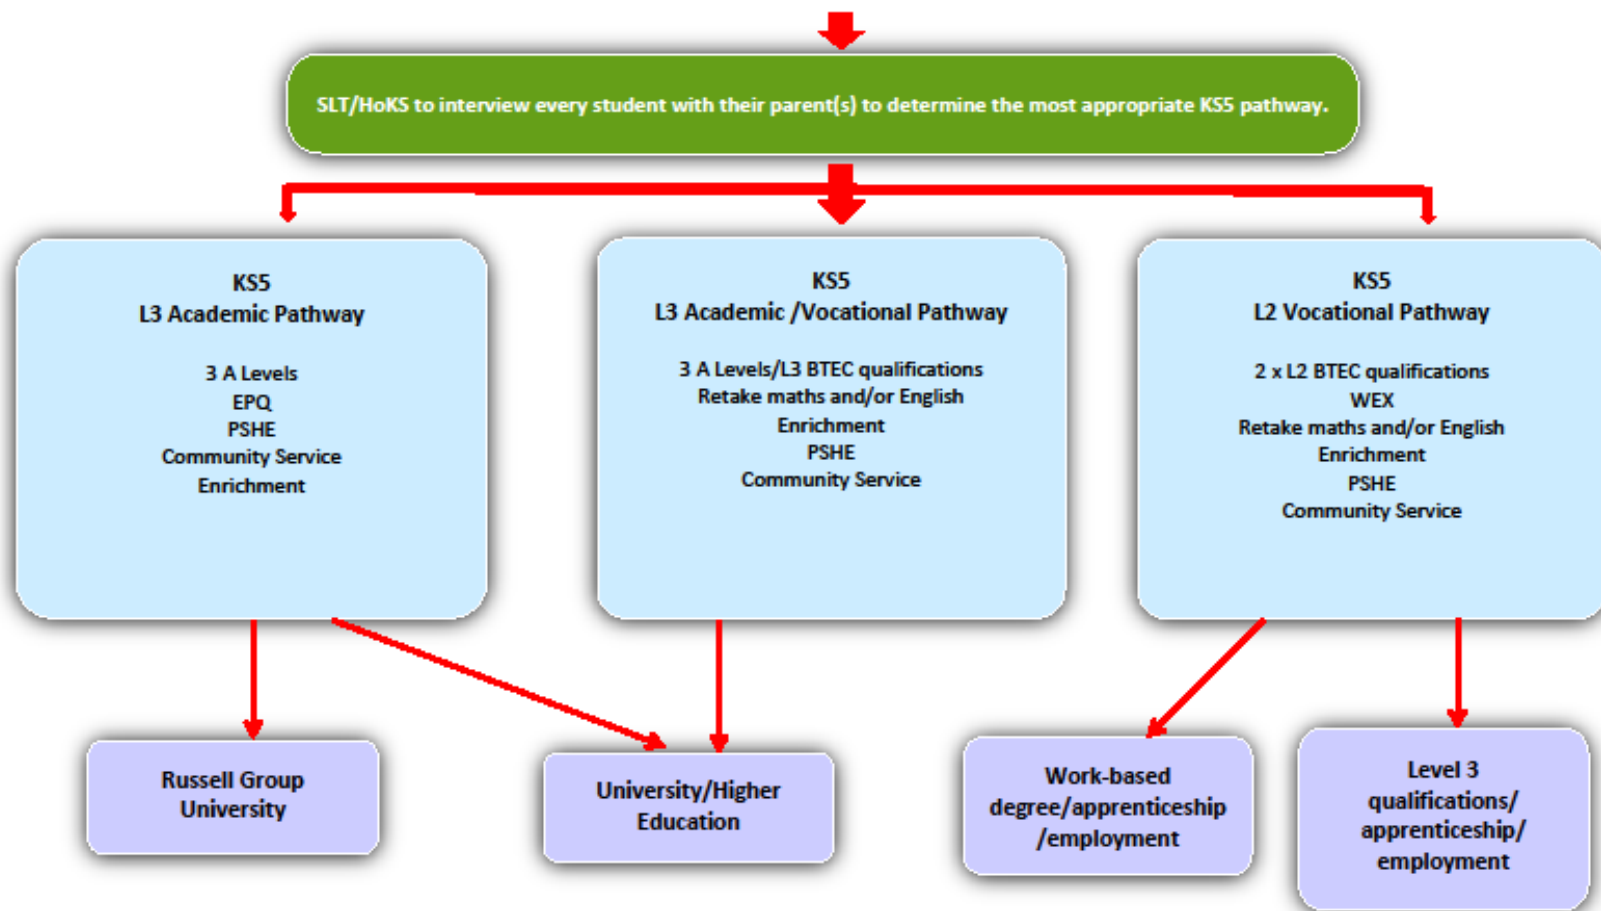 SLT/HoKS to interview every student with their parent(s) to determine the most appropriate KS5 pathway.
KS5
L3 Academic Pathway
3 A Levels
EPQ
PSHE
Community Service
Enrichment
KS5
L3 Academic /Vocational Pathway
3 A Levels/L3 BTEC qualifications
Retake maths and/or English
Enrichment
PSHE
Community Service
KS5
L2 Vocational Pathway
2 x L2 BTEC qualifications
WEX
Retake maths and/or English
Enrichment
PSHE
Community Service
Russell Group
University
University/Higher
Education
Work-based
degree/apprenticeship
/employment
Level 3
qualifications/
apprenticeship/
employment